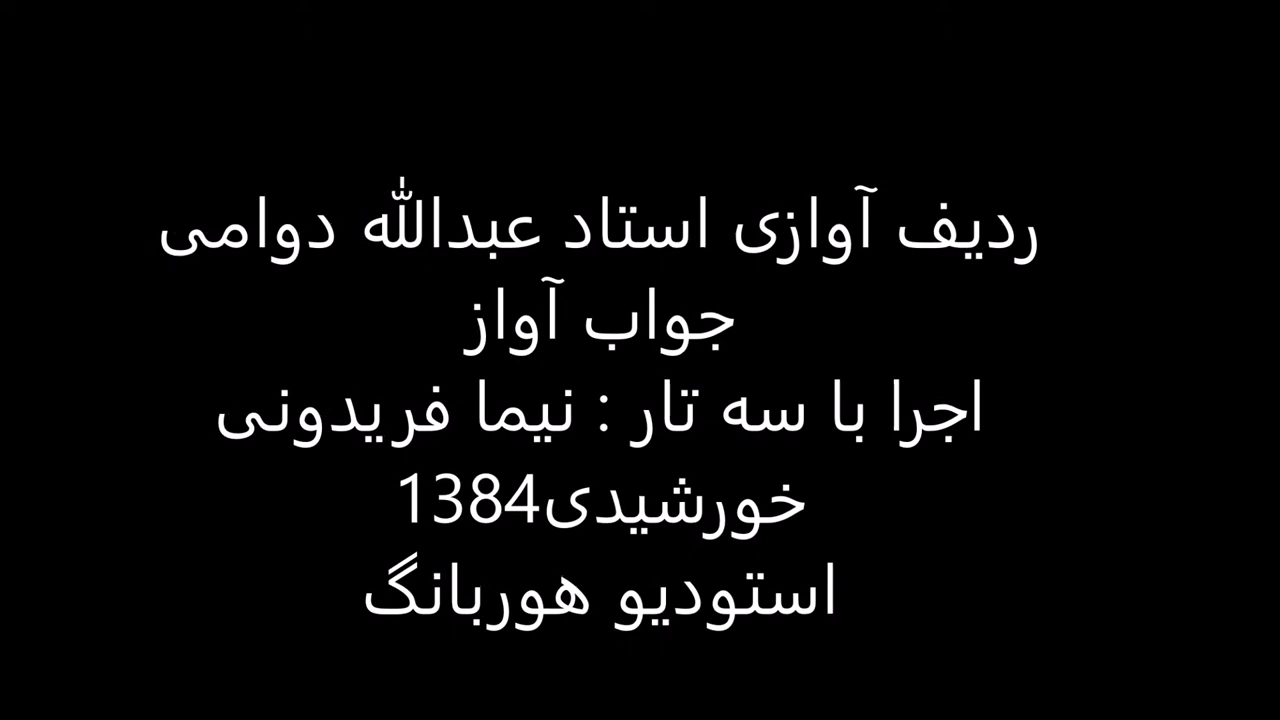 ردیف آوازی استاد عبدالله دوامی
جواب آواز
اجرا با سه تار : نیما فریدونی
خورشیدی1384
استودیو هوربانگ